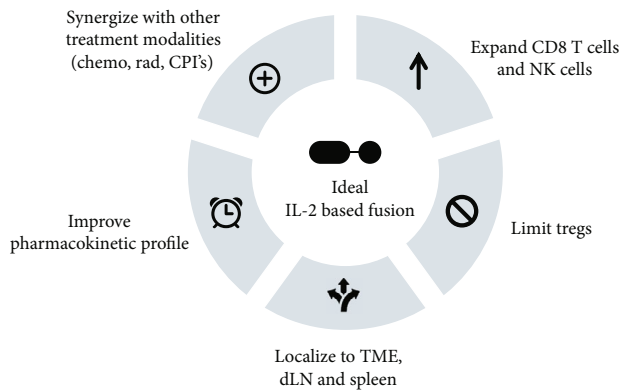 Synergize with other
treatment modalities
(chemo, rad, CPI's)
Expand CD8 T cells
and NK cells
Ideal
IL-2 based fusion
Improve
pharmacokinetic profile
Limit tregs
Localize to TME,
dLN and spleen